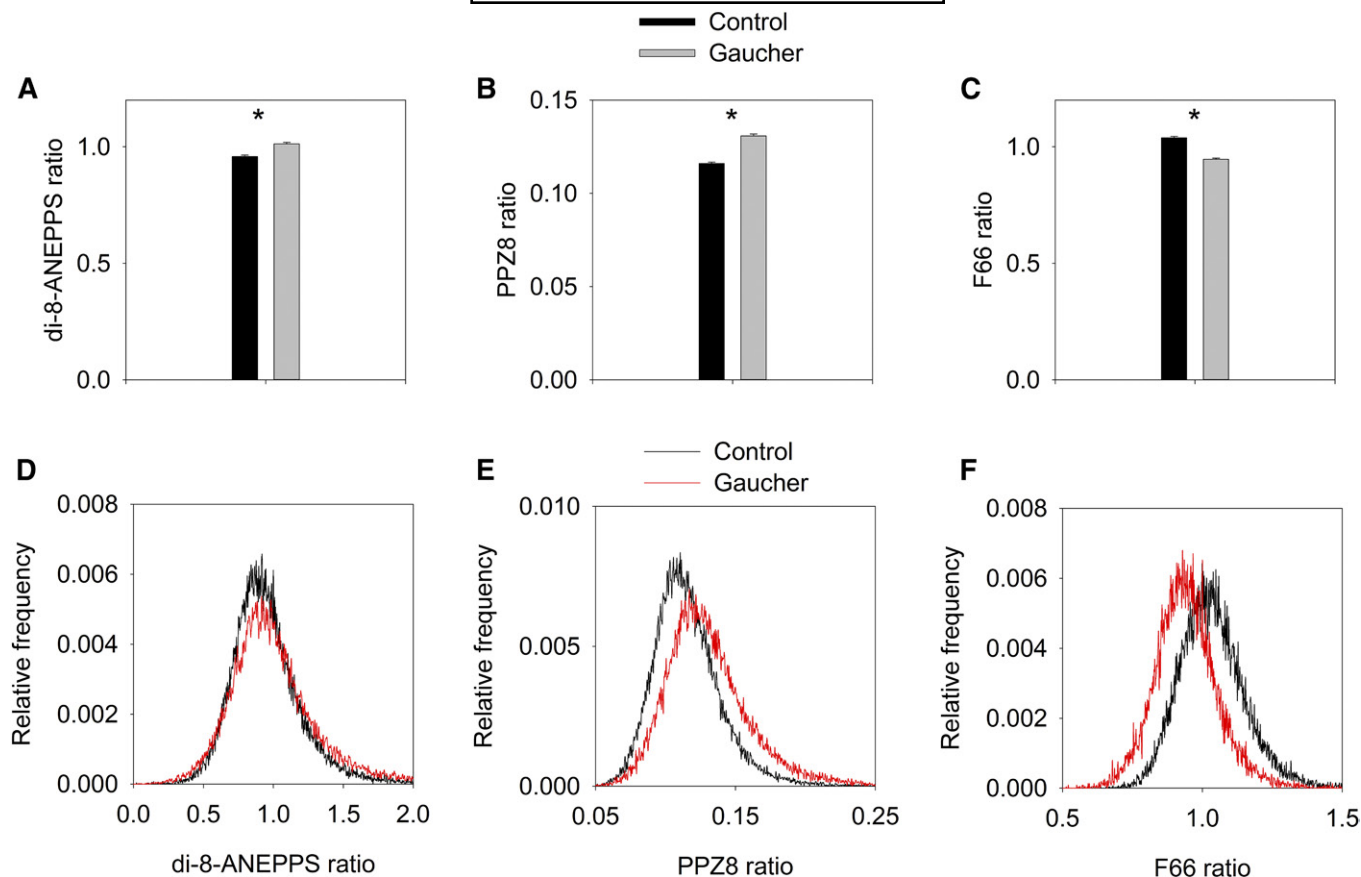 Control
Gaucher
A
di-8-ANEPPS ratio
1.0
0.5
0.0
*
B
PPZ8 ratio
0.15
0.10
0.05
0.00
*
C
F66 ratio
1.0
0.5
0.0
*
Control
Gaucher
D
Relative frequency
0.008
0.006
0.004
0.002
0.000
0.0 0.5 1.0 1.5 2.0
di-8-ANEPPS ratio
E
Relative frequency
0.010
0.005
0.000
0.05 0.15 0.25
PPZ8 ratio
F
Relative frequency
0.008
0.006
0.004
0.002
0.000
0.5 1.0 1.5
F66 ratio